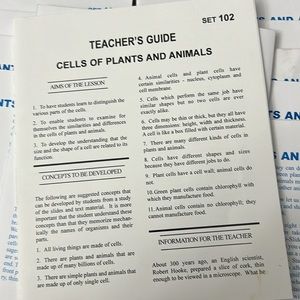 SET 102
TEACHER'S GUIDE
CELLS OF PLANTS AND ANIMALS
AIMS OF THE LESSON
1. To have students learn to distinguish the
various parts of the cells.
2. To enable students to examine for
themselves the similarities and differences
in the cells of plants and animals.
3. To develop the understanding that the
size and the shape of a cell are related to its
function.
CONCEPTS TO BE DEVELOPED
The following are suggested concepts that
can be developed by students from a study
of the slides and text material. It is most
important that the student understand these
concepts than that they memorize mechan-
ically the names of organisms and their
parts.
1. All living things are made of cells.
2. There are plants and animals that are
made up of many billions of cells.
3. There are simple plants and animals that
are made up of only single cell.
4. Animal cells and plant cells have
certain similarities - nucleus, cytoplasm and
cell membrane.
5. Cells which perform the same job have
similar shapes but no two cells are ever
exactly alike.
6. Cells may be thin or thick, but they all have
three dimensions: height, width and thickness.
A cell is like a box filled with certain material.
7. There are many different kinds of cells in
plants and animals.
8. Cells have different shapes and sizes
because they have different jobs to do.
9. Plant cells have a cell wall, animal cells do
not.
10. Green plant cells contain chlorophyll with
which they can manufacture food.
11. Animal cells contain no chlorophyll; they
cannot manufacture food.
INFORMATION FOR THE TEACHER
About 300 years ago, an English scientist,
Robert Hooke, prepared a slice of cork, thin
enough to be viewed in a microscope. What he